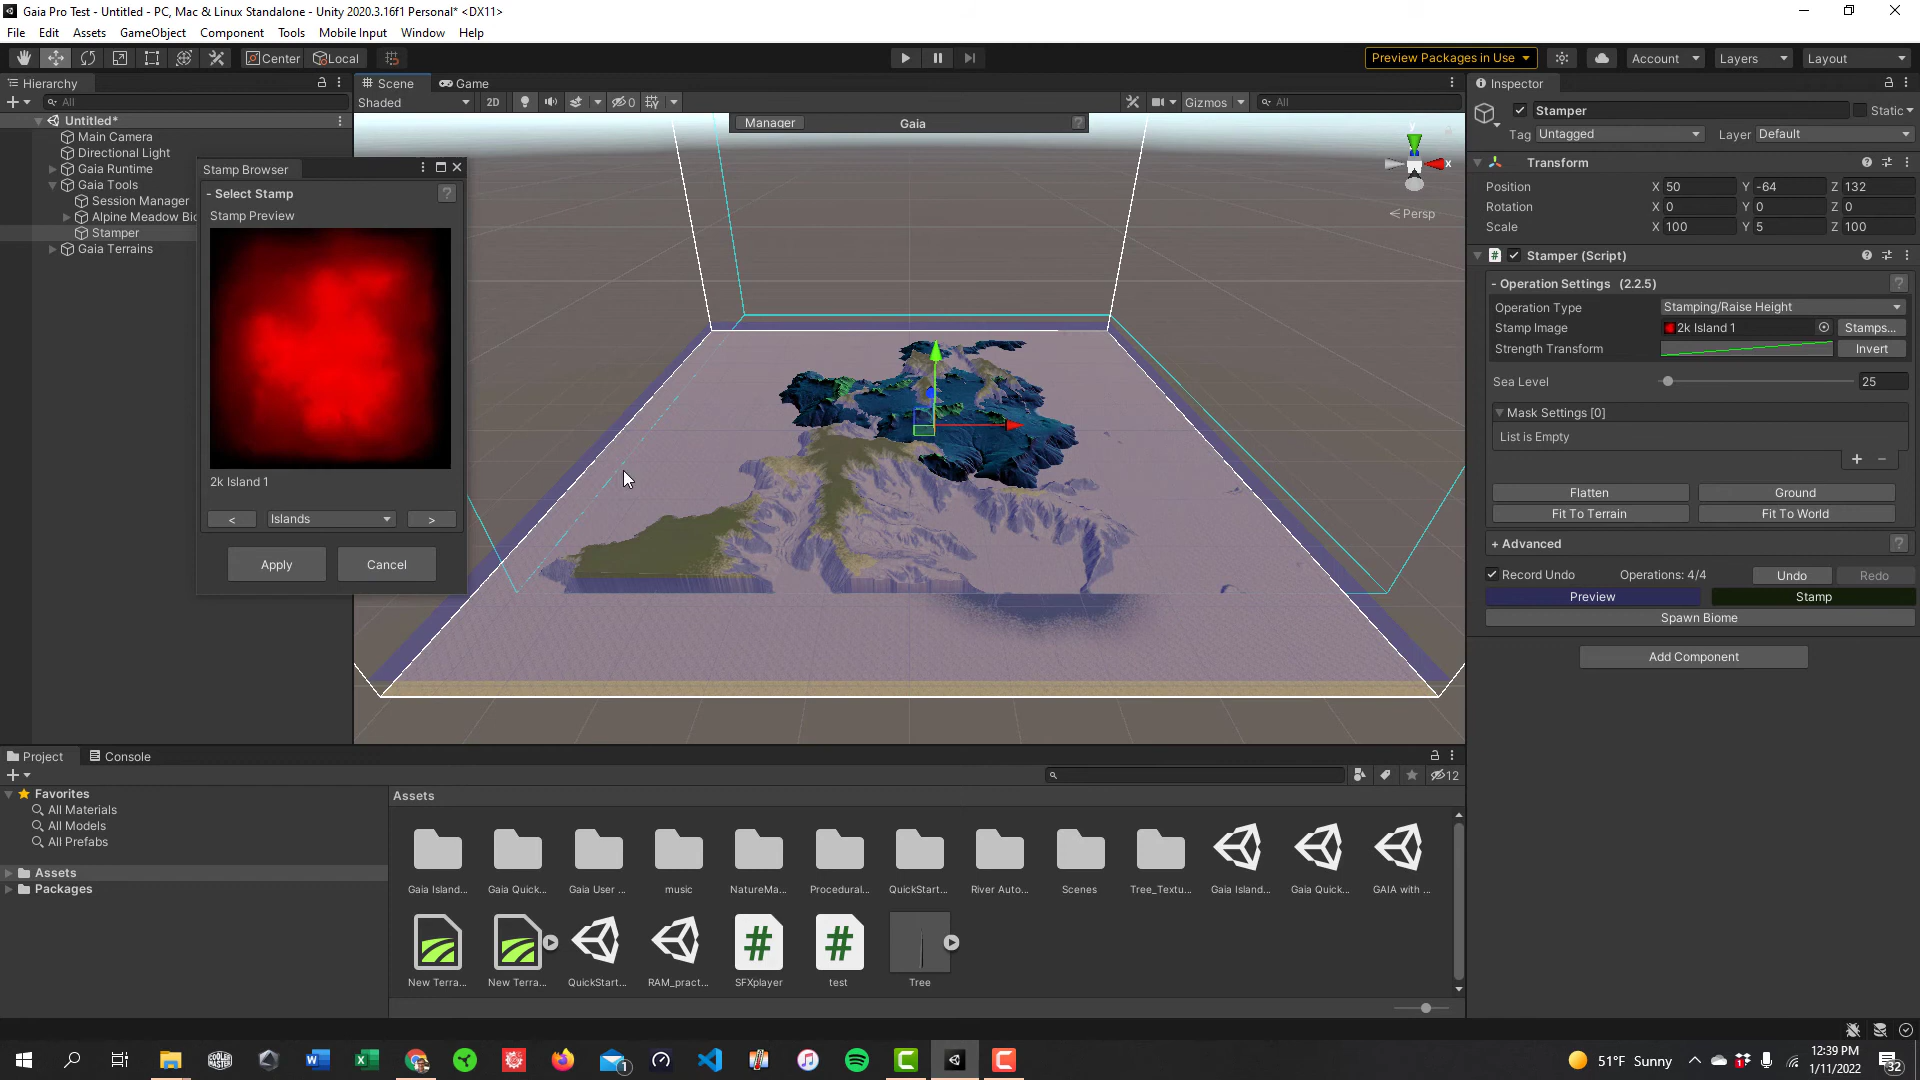 Gaia Pro Test - Untitled - PC, Mac & Linux Standalone - Unity 2020.3.16f1 Personal* <DX11>
File Edit Assets GameObject Component Tools Mobile Input Window Help
Center Local Preview Packages in Use Account Layers Layout
Hierarchy
All
Untitled*
Main Camera
Directional Light
Gaia Runtime
Gaia Tools
Session Manager
Alpine Meadow Bio
Stamper
Gaia Terrains
Stamp Browser
- Select Stamp ?
Stamp Preview
2k Island 1
< Islands >
Apply Cancel
Scene Game
Shaded 2D 0 Gizmos All
Manager Gaia ?
y
x
< Persp
Inspector
Stamper Static
Tag Untagged Layer Default
Transform
Position X 50 Y -64 Z 132
Rotation X 0 Y 0 Z 0
Scale X 100 Y 5 Z 100
# Stamper (Script)
- Operation Settings (2.2.5) ?
Operation Type Stamping/Raise Height
Stamp Image 2k Island 1 Stamps...
Strength Transform Invert
Sea Level 25
Mask Settings [0]
List is Empty
+ -
Flatten Ground
Fit To Terrain Fit To World
+ Advanced ?
Record Undo Operations: 4/4 Undo Redo
Preview Stamp
Spawn Biome
Add Component
Project Console
12
Favorites
All Materials
All Models
All Prefabs
Assets
Packages
Assets
Gaia Island... Gaia Quick... Gaia User ... music NatureMa... Procedural... QuickStart... River Auto... Scenes Tree_Textu... Gaia Island... Gaia Quick... GAIA with ...
New Terra... New Terra... QuickStart... RAM_pract... SFXplayer test Tree
1
51°F Sunny
12:39 PM
1/11/2022
32